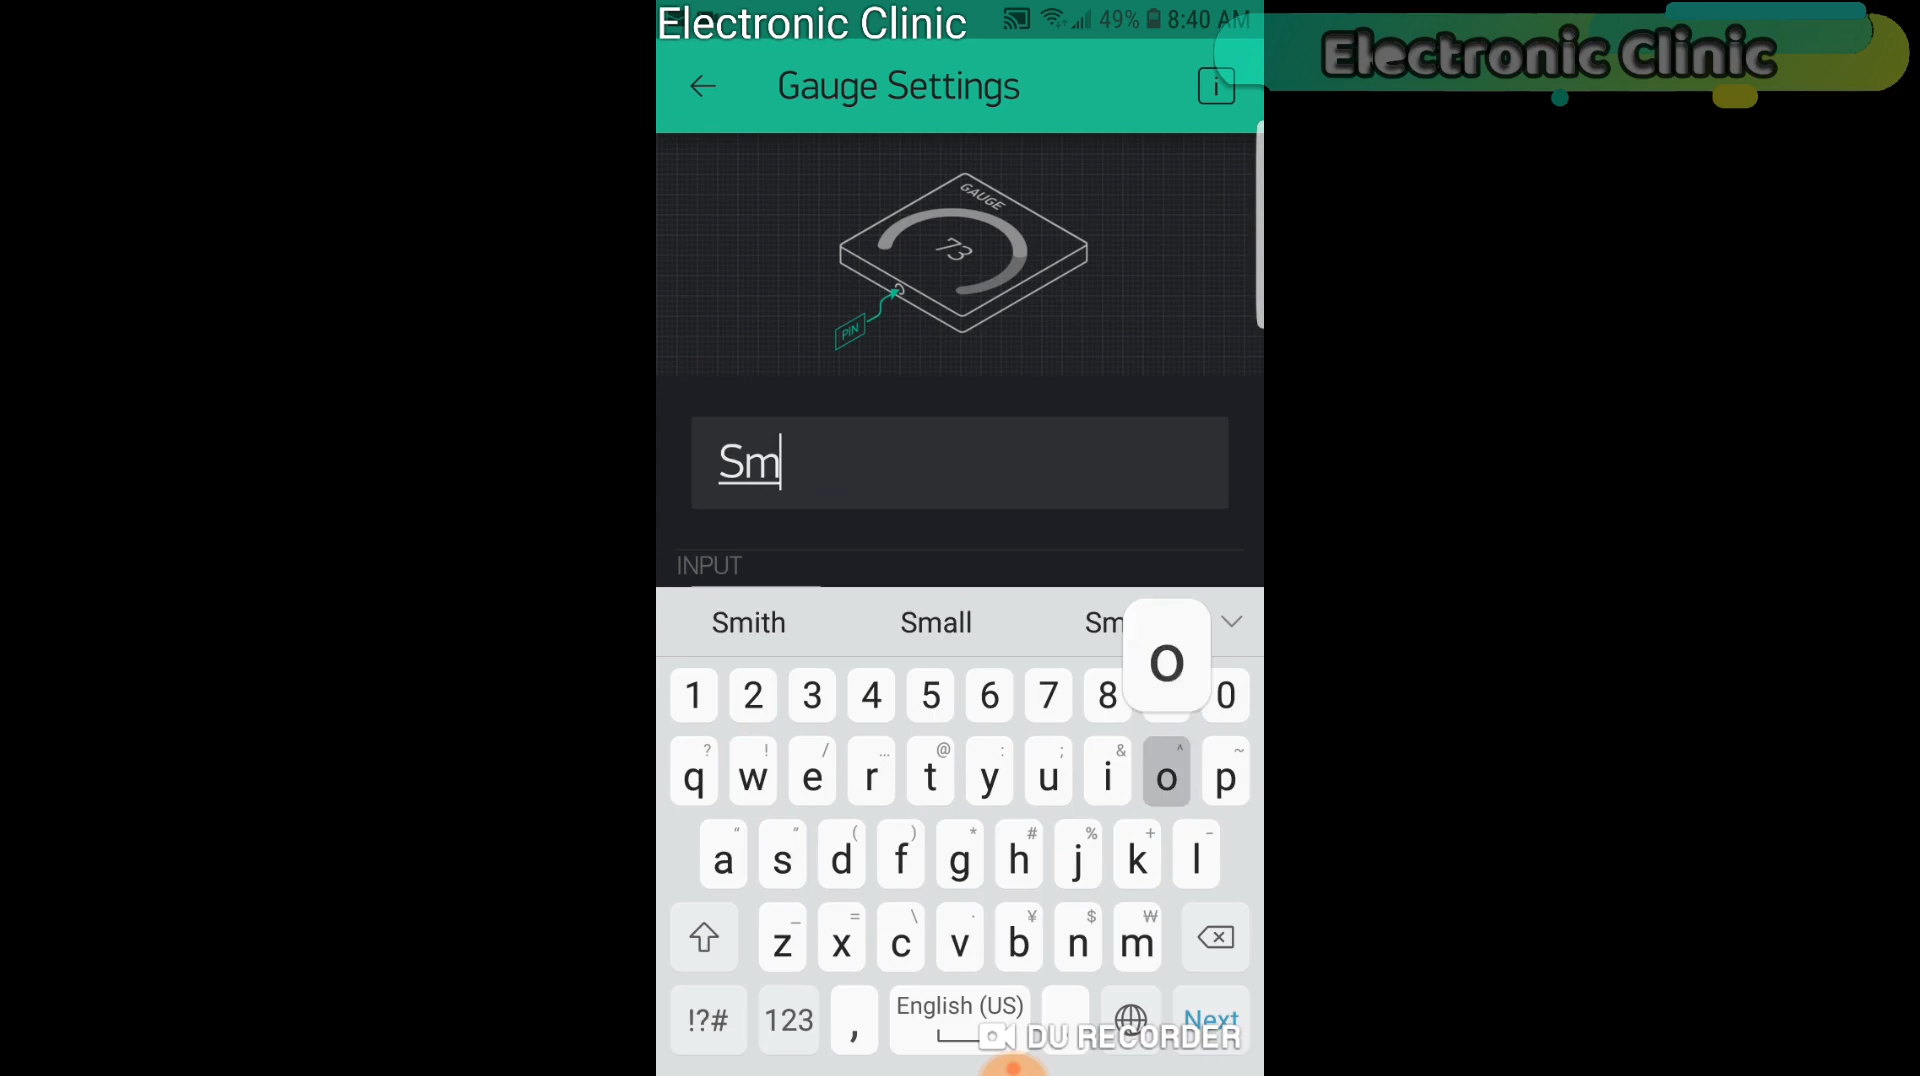 Electronic Clinic
49% 8:40 AM
Electronic Clinic
Gauge Settings
i
GAUGE
73
PIN
Sm
INPUT
Smith Small Sm
o
1 2 3 4 5 6 7 8 0
? ! / ... @ : ; & ^ ~
q w e r t y u i o p
“ ” ( ) * # % + -
a s d f g h j k l
_ = \ · ¥ $ ₩
z x c v b n m
!?# 123 , English (US) Next
DU RECORDER